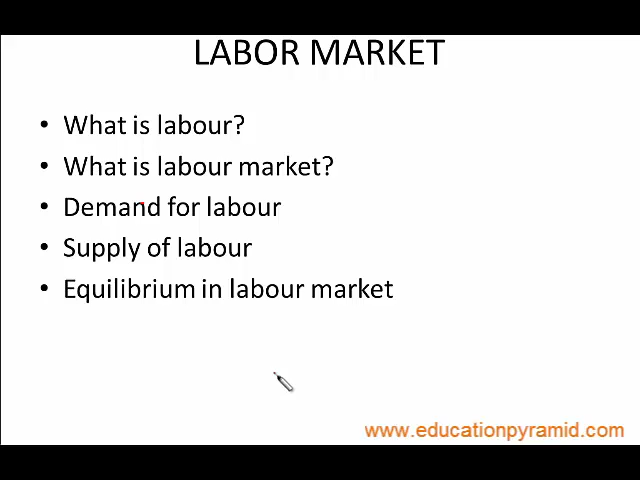 LABOR MARKET
• What is labour?
• What is labour market?
• Demand for labour
• Supply of labour
• Equilibrium in labour market
www.educationpyramid.com